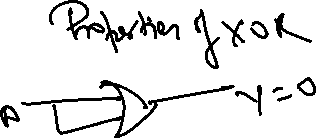 Properties of XOR
A
Y=0